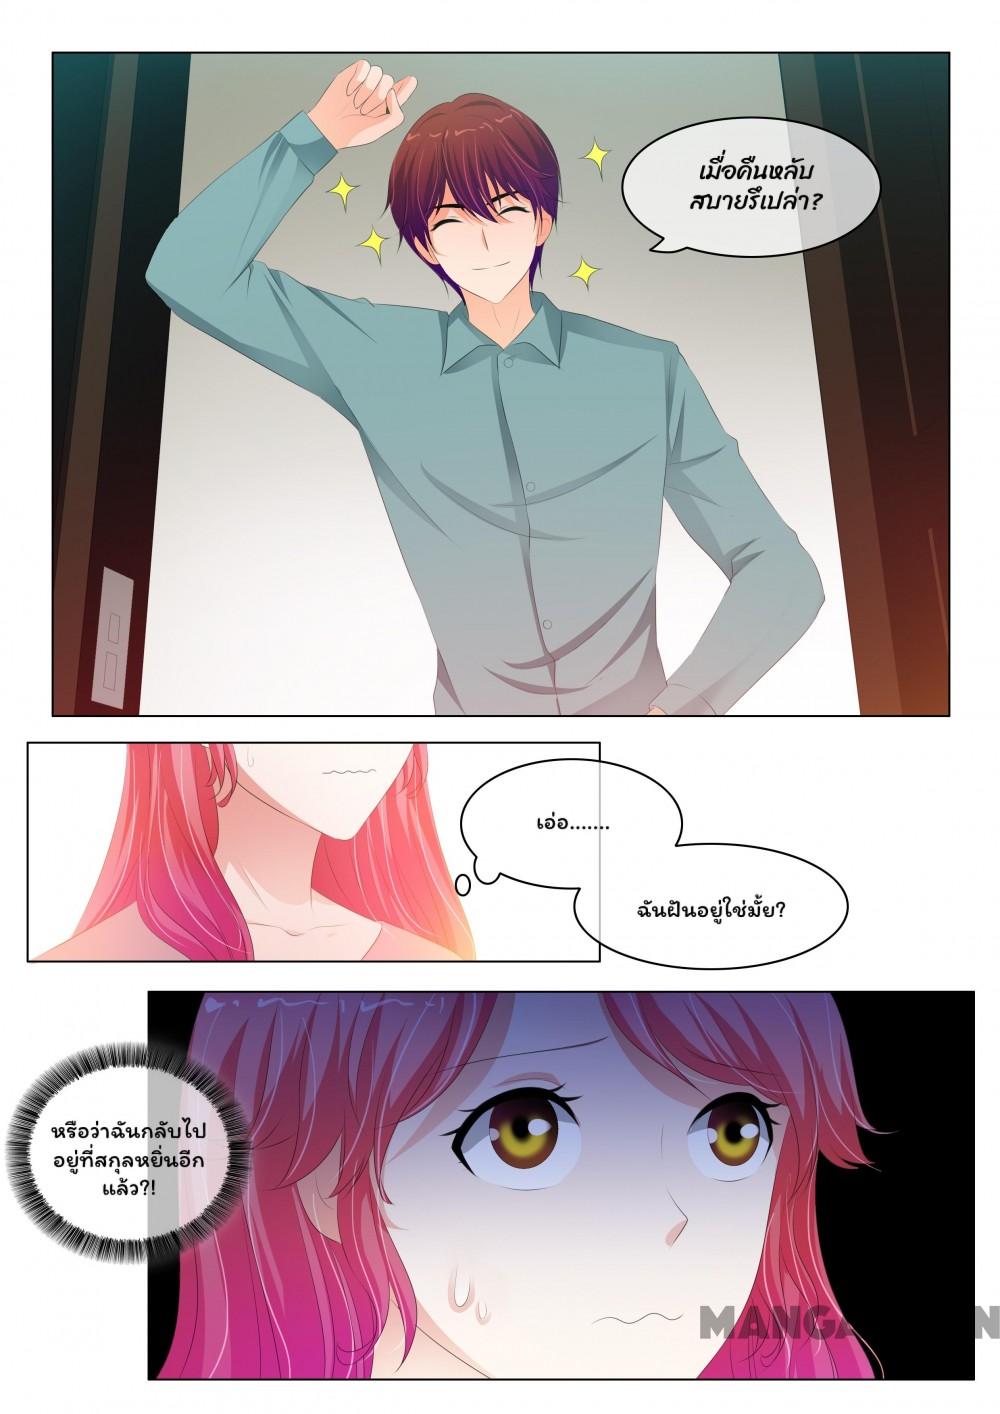 เมื่อคืนหลับ
สบายรึเปล่า?
เอ่อ.......
ฉันฝันอยู่ใช่มั้ย?
หรือว่าฉันกลับไป
อยู่ที่สกุลหยิ่นอีก
แล้ว?!